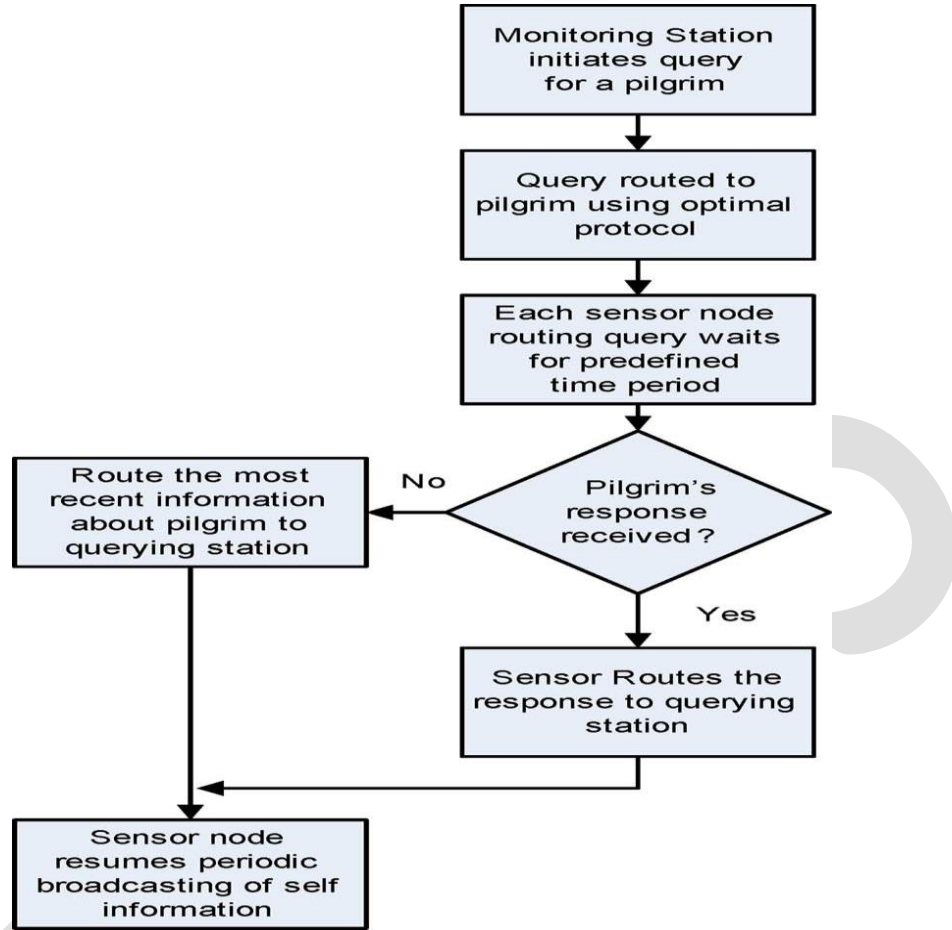 Monitoring Station
initiates query
for a pilgrim
Query routed to
pilgrim using optimal
protocol
Each sensor node
routing query waits
for predefined
time period
Pilgrim's
response
received ?
No
Route the most
recent information
about pilgrim to
querying station
Yes
Sensor Routes the
response to querying
station
Sensor node
resumes periodic
broadcasting of self
information